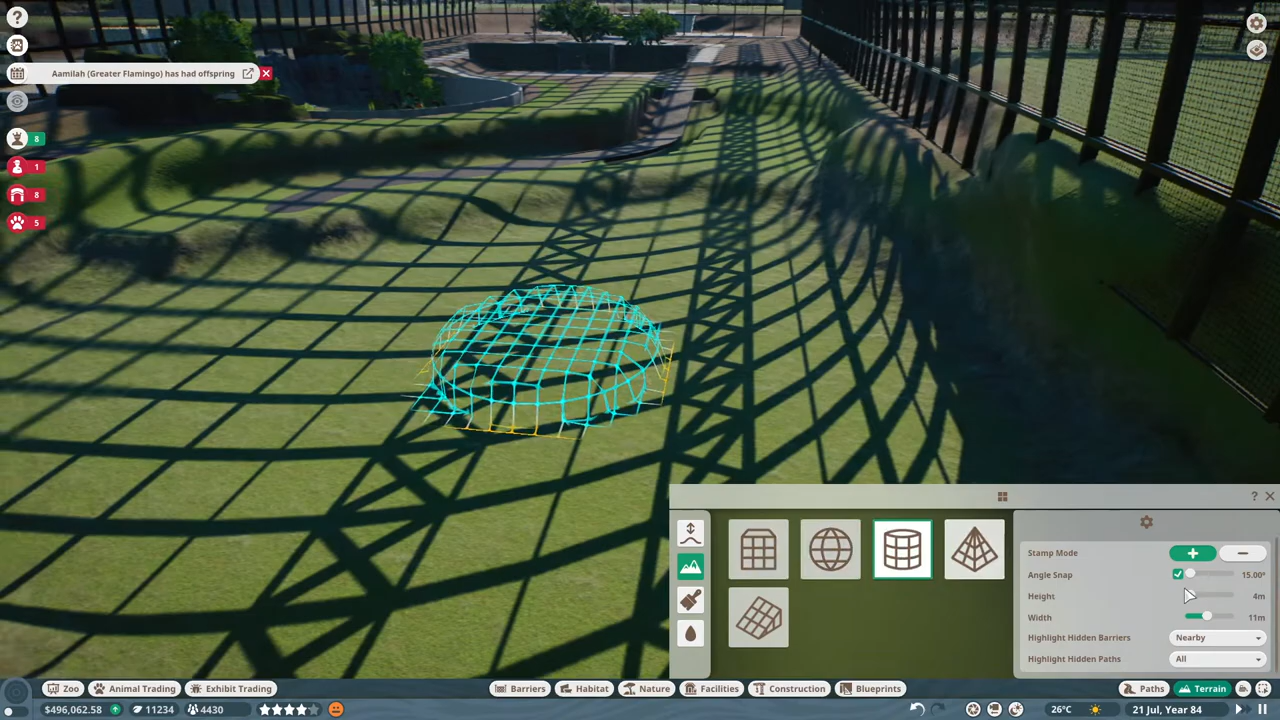 ?
Aamilah (Greater Flamingo) has had offspring
8
1
8
5
?
Stamp Mode + −
Angle Snap 15.00°
Height 4m
Width 11m
Highlight Hidden Barriers Nearby
Highlight Hidden Paths All
Zoo Animal Trading Exhibit Trading Barriers Habitat Nature Facilities Construction Blueprints Paths Terrain
$496,062.58 11234 4430 26°C 21 Jul, Year 84